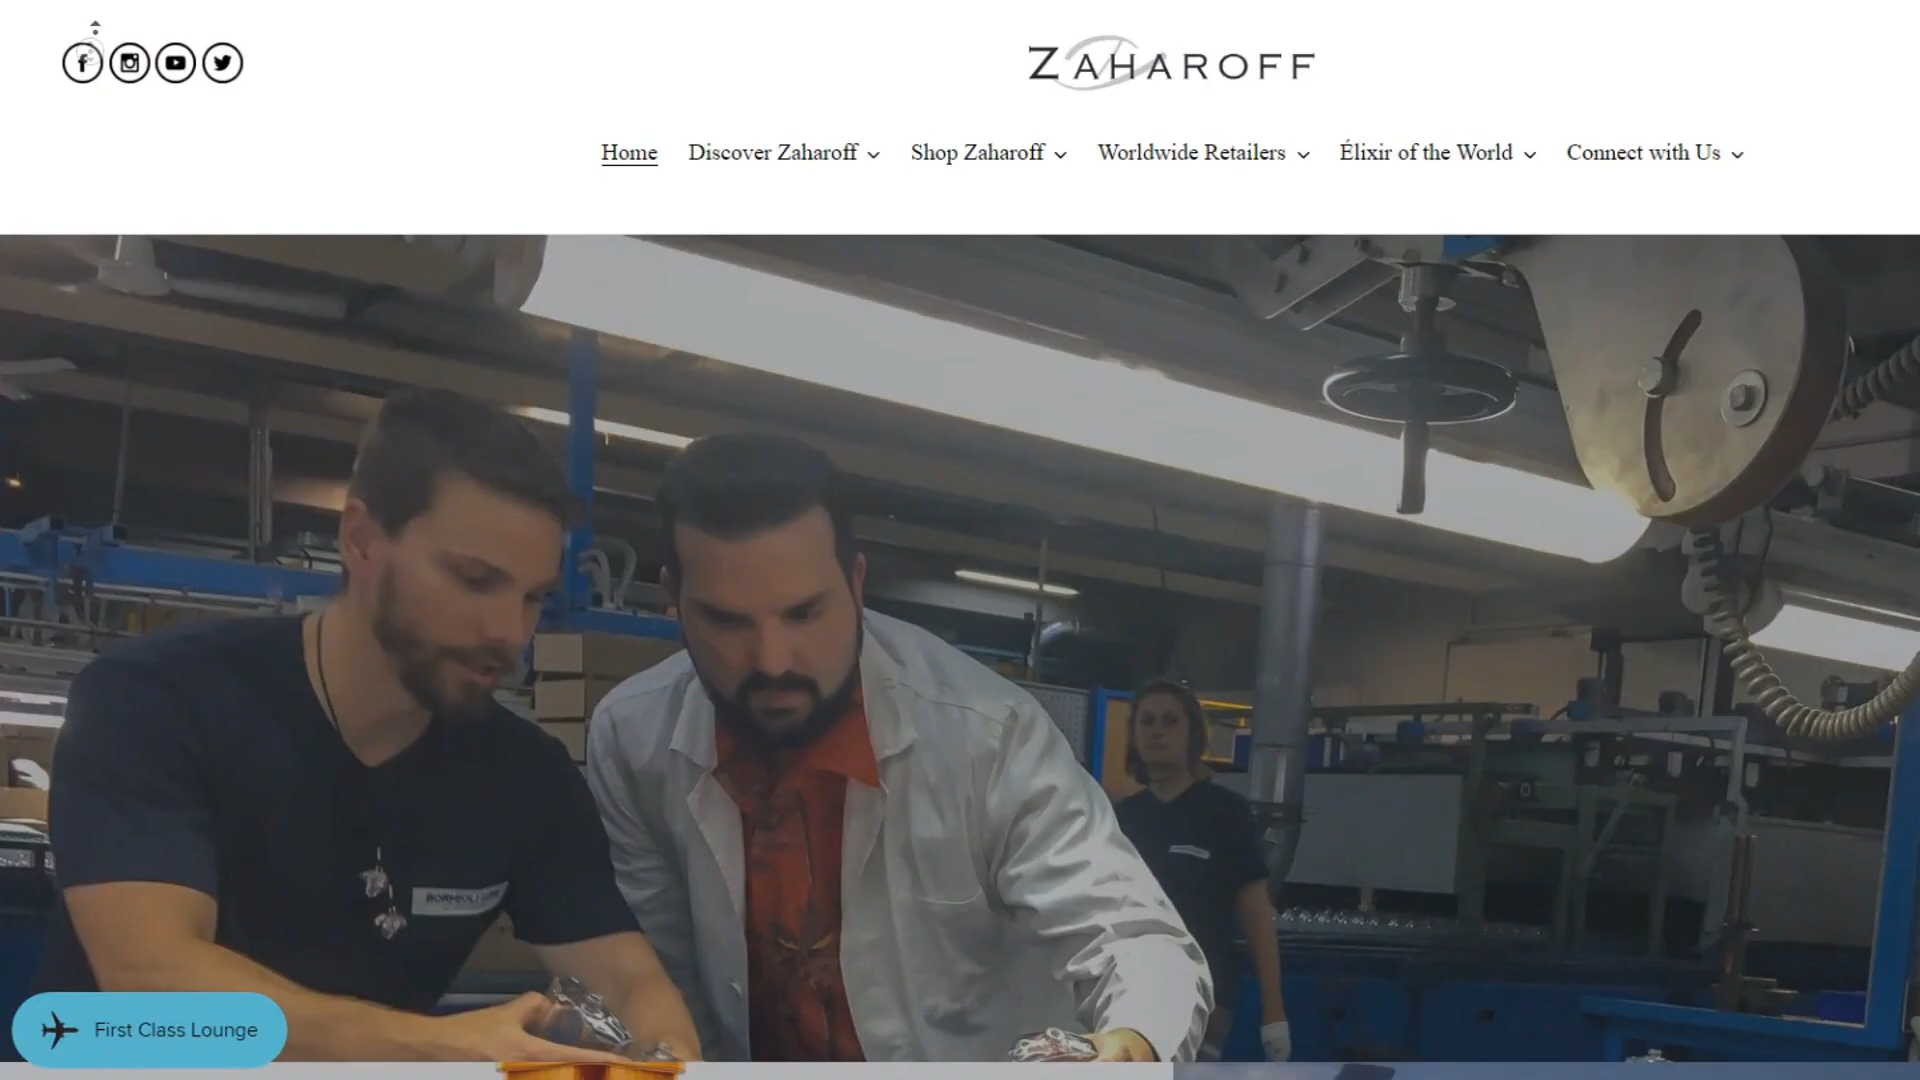 ZAHAROFF
Home Discover Zaharoff Shop Zaharoff Worldwide Retailers Élixir of the World Connect with Us
First Class Lounge